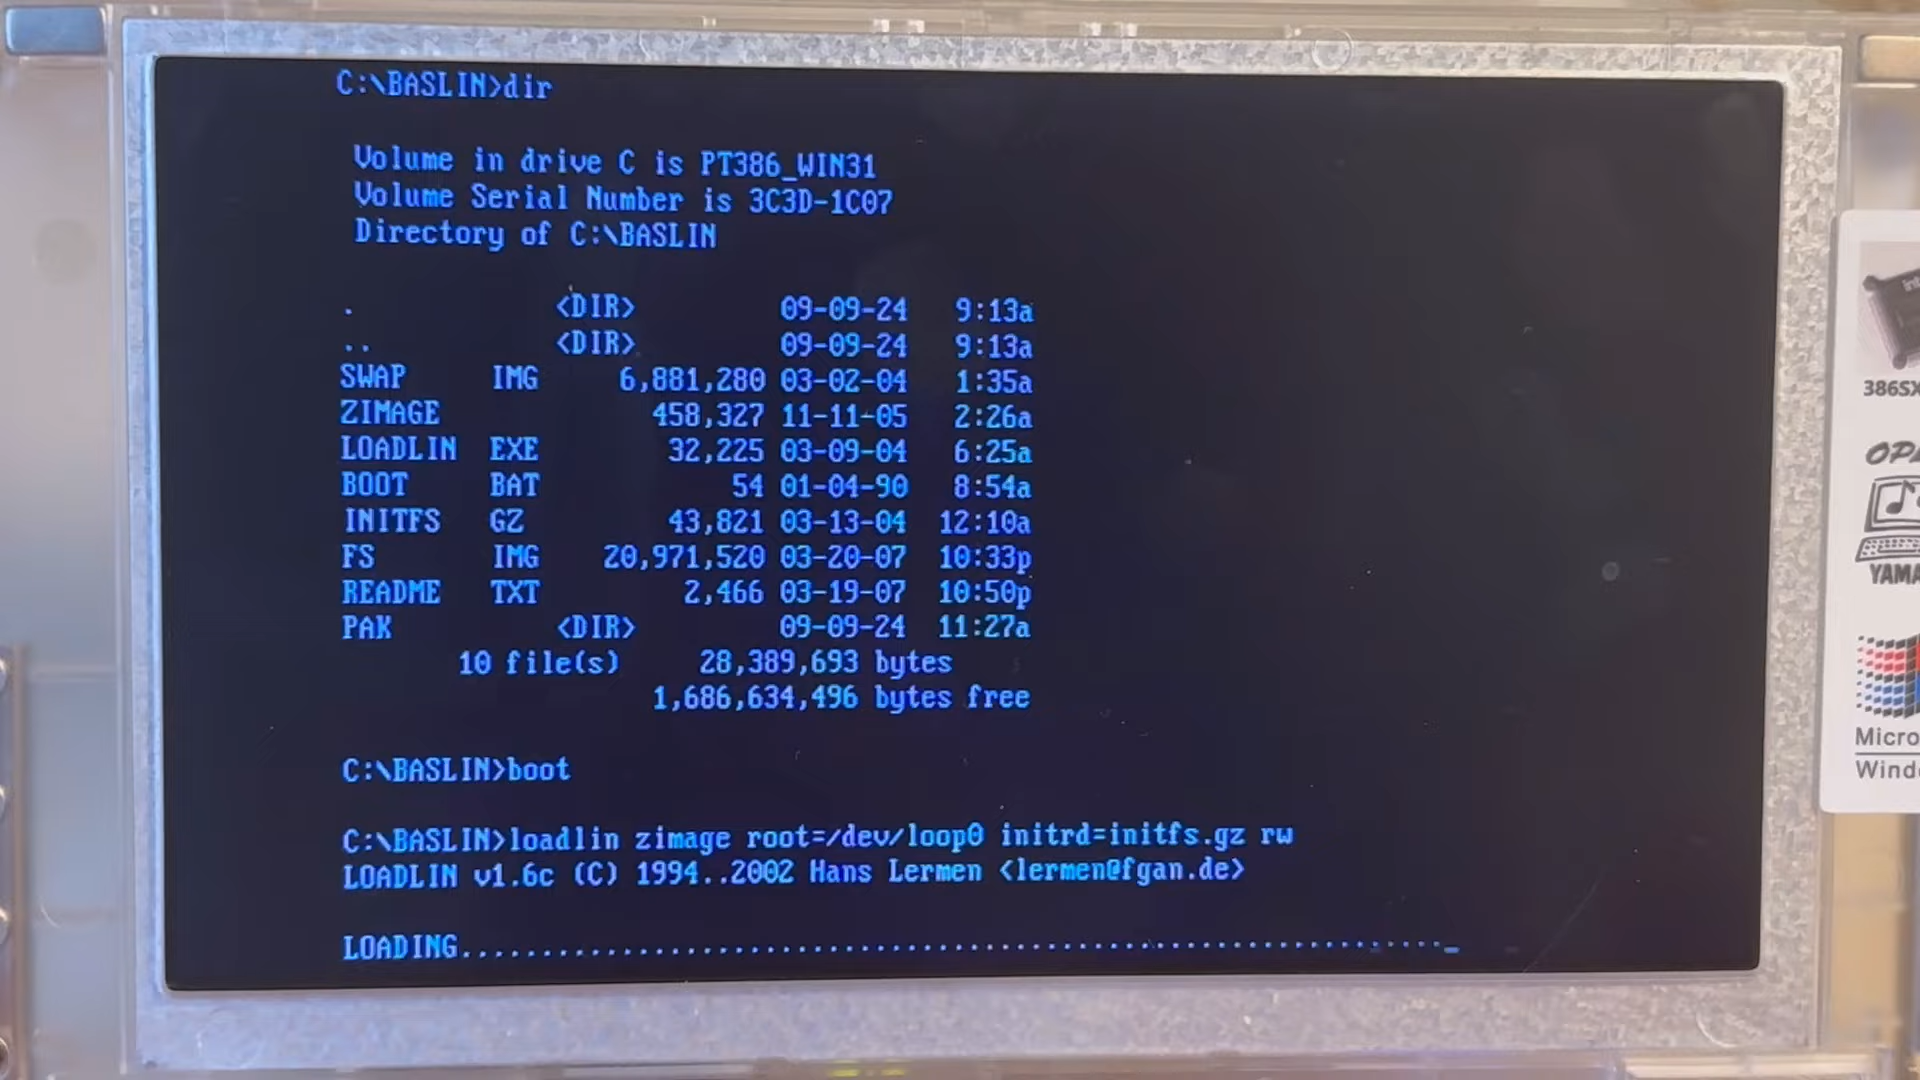 C:\BASLIN>dir
Volume in drive C is PT386_WIN31
Volume Serial Number is 3C3D-1C07
Directory of C:\BASLIN
. <DIR> 09-09-24 9:13a
.. <DIR> 09-09-24 9:13a
SWAP IMG 6,881,280 03-02-04 1:35a
ZIMAGE 458,327 11-11-05 2:26a
LOADLIN EXE 32,225 03-09-04 6:25a
BOOT BAT 54 01-04-90 8:54a
INITFS GZ 43,821 03-13-04 12:10a
FS IMG 20,971,520 03-20-07 10:33p
README TXT 2,466 03-19-07 10:50p
PAK <DIR> 09-09-24 11:27a
10 file(s) 28,389,693 bytes
1,686,634,496 bytes free
C:\BASLIN>boot
C:\BASLIN>loadlin zimage root=/dev/loop0 initrd=initfs.gz rw
LOADLIN v1.6c (C) 1994..2002 Hans Lermen <lermen@fgan.de>
LOADING............................................................._
386SX
OPL
YAMA
Micro
Windo